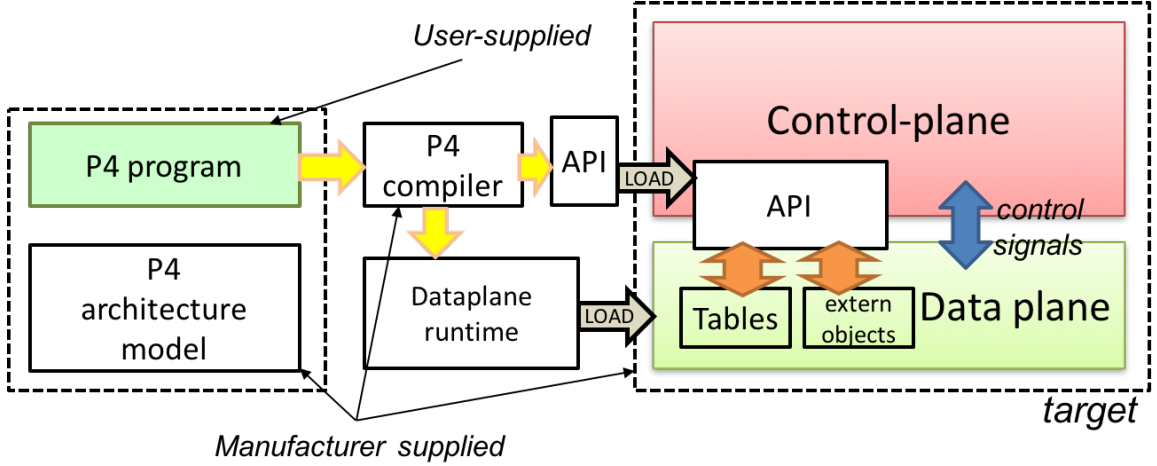 User-supplied
Control-plane
P4 program
P4
compiler
API
LOAD
API
control
signals
P4
architecture
model
Dataplane
runtime
LOAD
Tables
extern
objects
Data plane
target
Manufacturer supplied